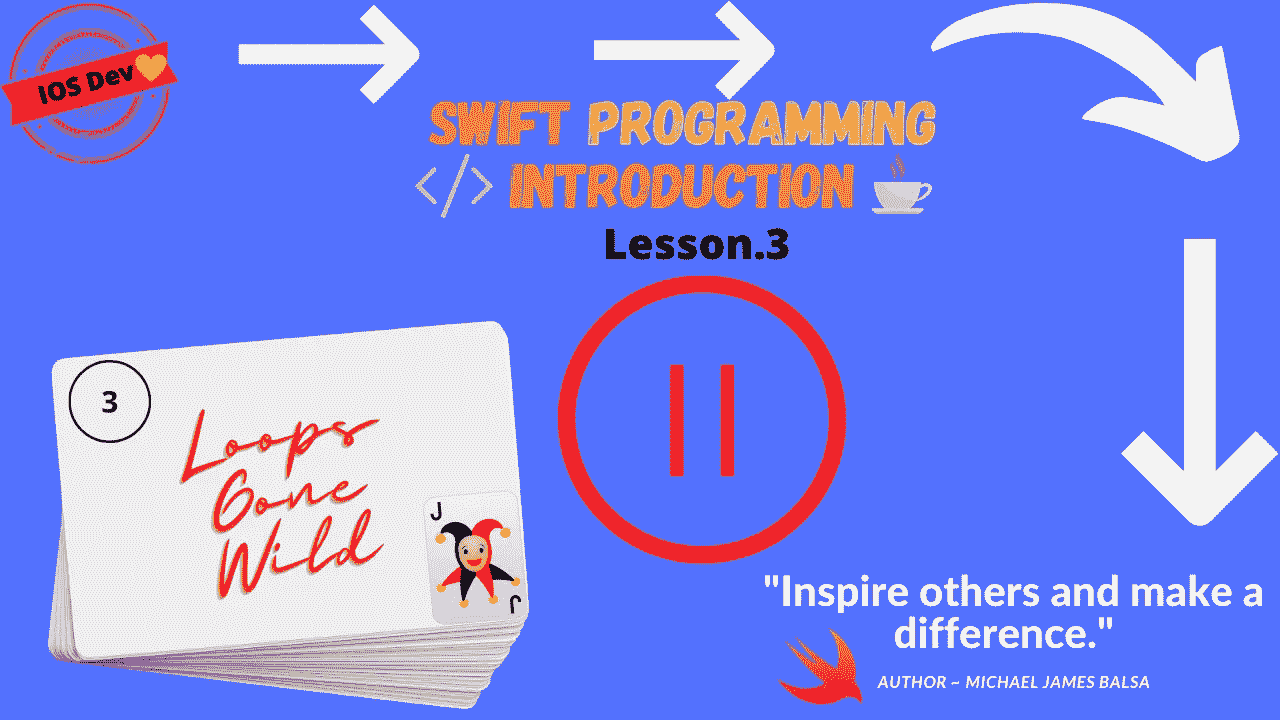 IOS Dev
SWIFT PROGRAMMING
</> INTRODUCTION
Lesson.3
3
Loops
Gone
Wild
J
J
"Inspire others and make a
difference."
AUTHOR ~ MICHAEL JAMES BALSA